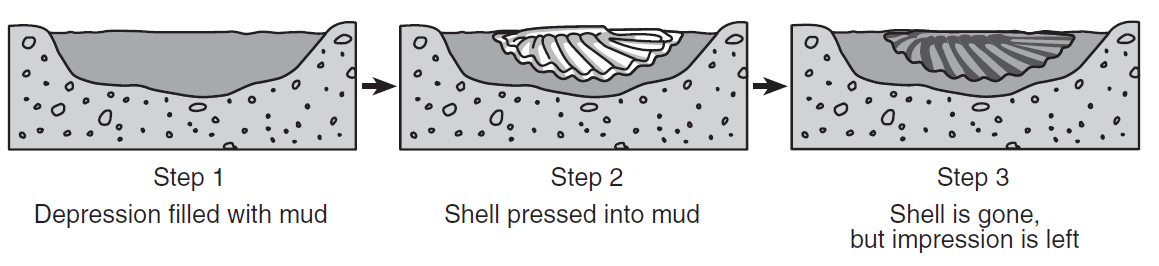 Step 1
Depression filled with mud
Step 2
Shell pressed into mud
Step 3
Shell is gone,
but impression is left